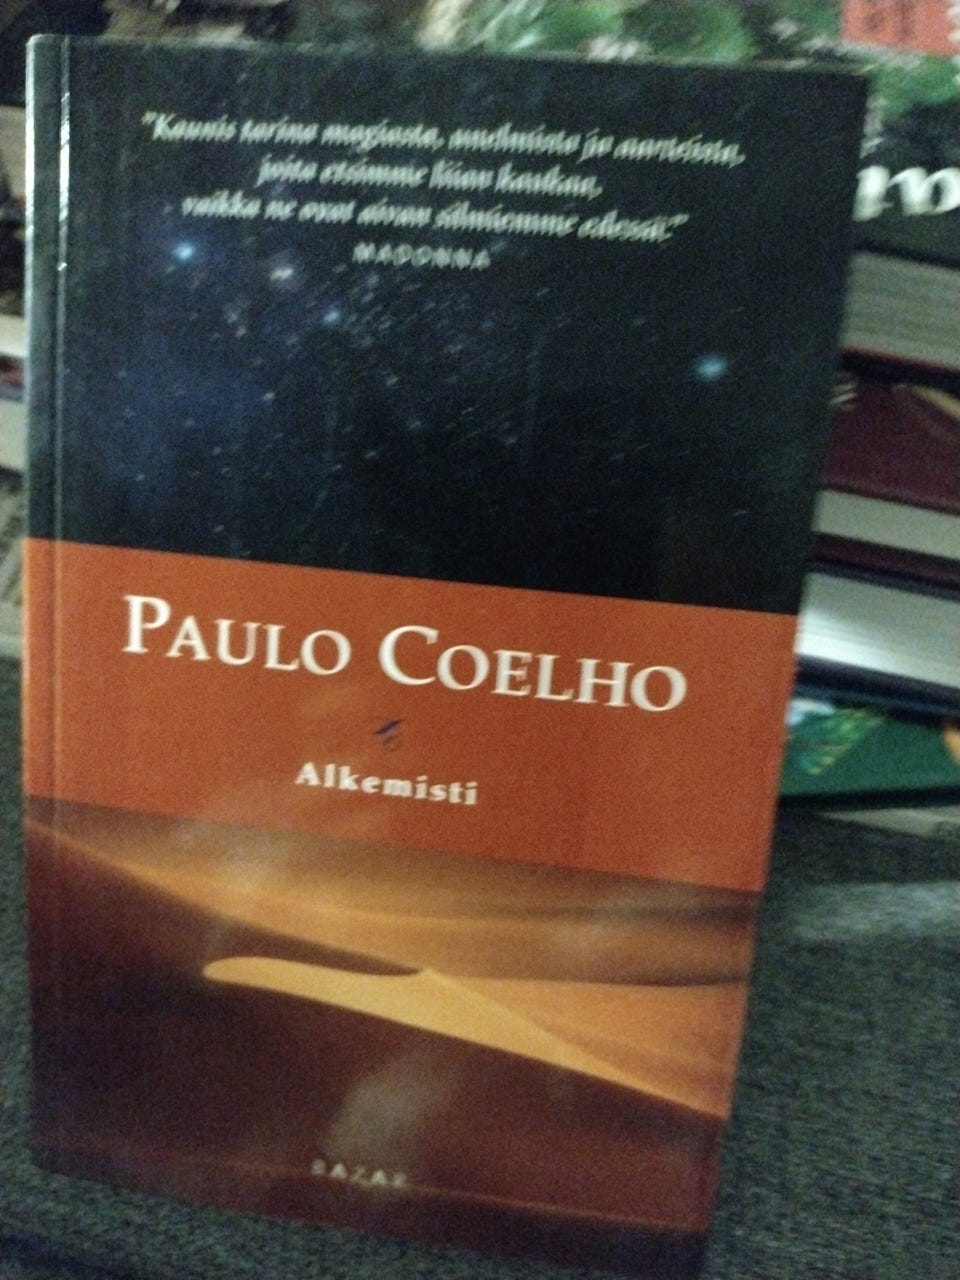 "Kaunis tarina magiasta, unelmista ja aarteista,
joita etsimme liian kaukaa,
vaikka ne ovat aivan silmiemme edessä."
MADONNA
PAULO COELHO
Alkemisti
BAZAR